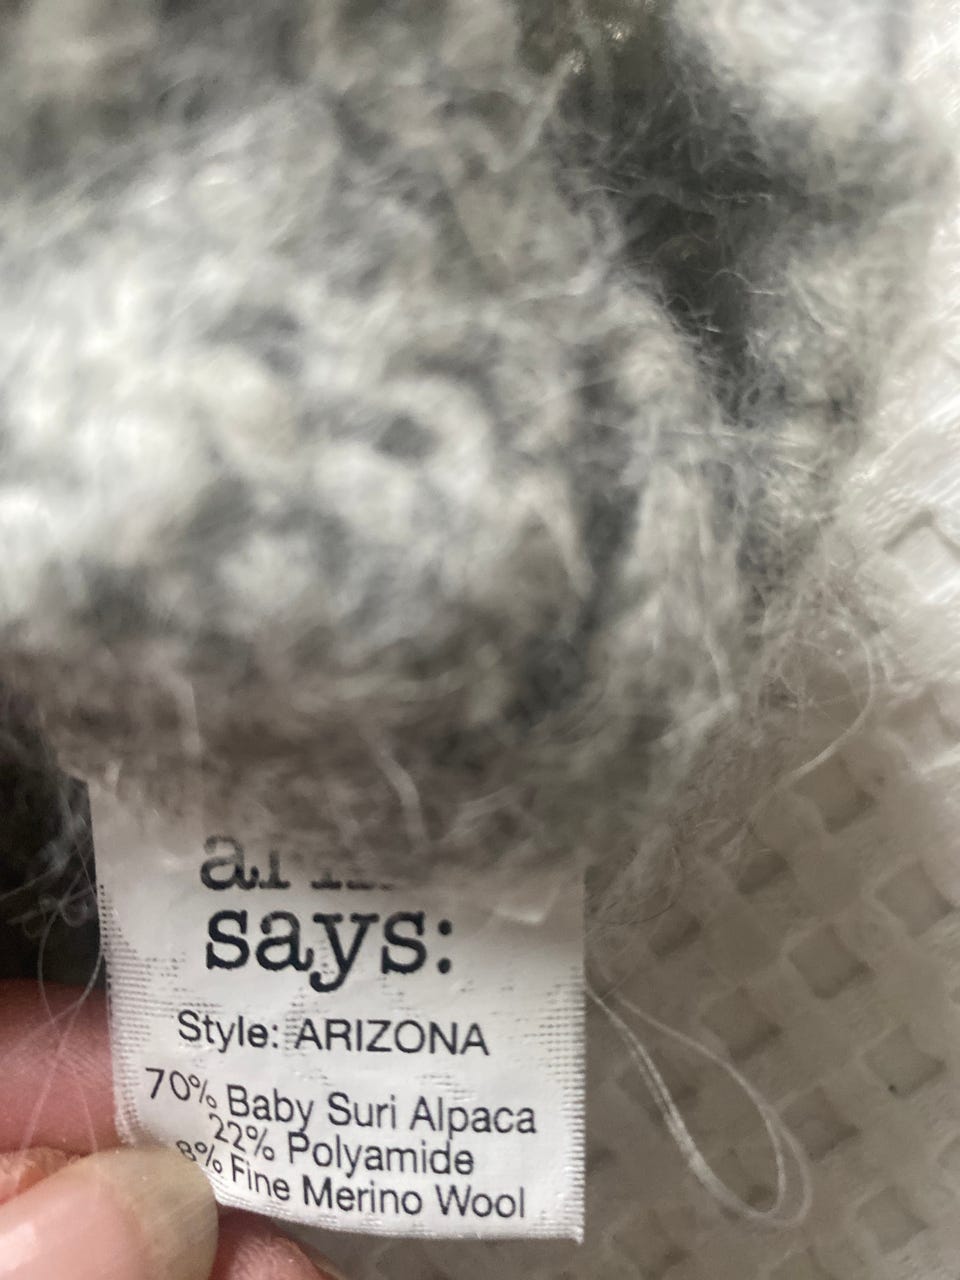 says:
Style: ARIZONA
70% Baby Suri Alpaca
22% Polyamide
8% Fine Merino Wool